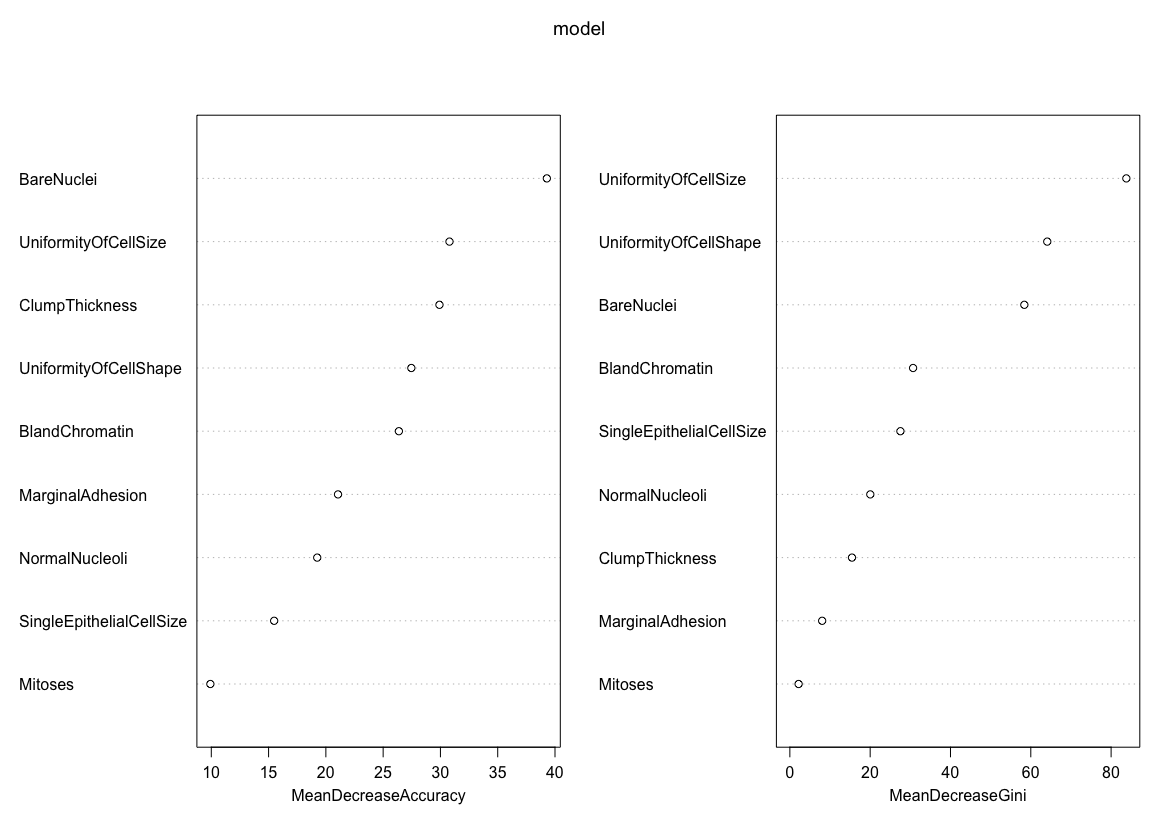 model
BareNuclei
UniformityOfCellSize
ClumpThickness
UniformityOfCellShape
BlandChromatin
MarginalAdhesion
NormalNucleoli
SingleEpithelialCellSize
Mitoses
10 15 20 25 30 35 40
MeanDecreaseAccuracy
UniformityOfCellSize
UniformityOfCellShape
BareNuclei
BlandChromatin
SingleEpithelialCellSize
NormalNucleoli
ClumpThickness
MarginalAdhesion
Mitoses
0 20 40 60 80
MeanDecreaseGini